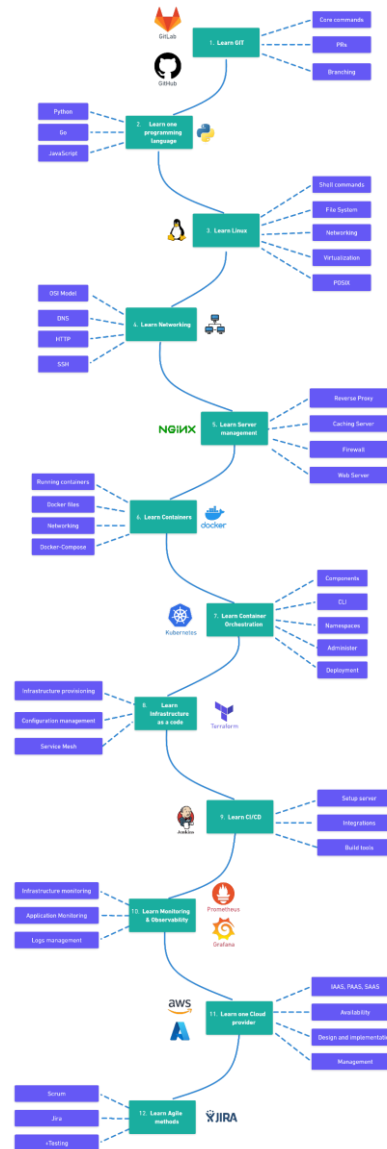 GitLab
GitHub
1. Learn GIT
Core commands
PRs
Branching
Python
Go
JavaScript
2. Learn one
programming
language
3. Learn Linux
Shell commands
File System
Networking
Virtualization
POSIX
OSI Model
DNS
HTTP
SSH
4. Learn Networking
NGINX
5. Learn Server
management
Reverse Proxy
Caching Server
Firewall
Web Server
Running containers
Docker files
Networking
Docker-Compose
6. Learn Containers
docker
Kubernetes
7. Learn Container
Orchestration
Components
CLI
Namespaces
Administer
Deployment
Infrastructure provisioning
Configuration management
Service Mesh
8. Learn
Infrastructure
as a code
Terraform
Jenkins
9. Learn CI/CD
Setup server
Integrations
Build tools
Infrastructure monitoring
Application Monitoring
Logs management
10. Learn Monitoring
& Observability
Prometheus
Grafana
aws
11. Learn one Cloud
provider
IAAS, PAAS, SAAS
Availability
Design and implementatio
Management
Scrum
Jira
+Testing
12. Learn Agile
methods
JIRA